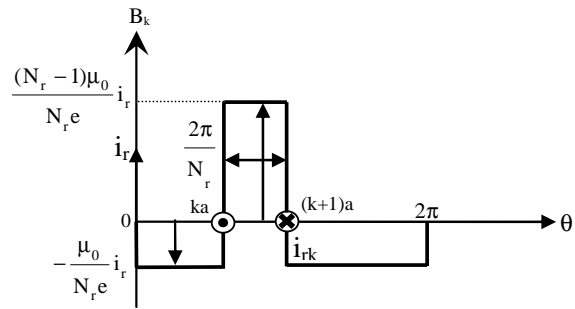 B_k
(N_r − 1)μ_0 / N_r e i_r
i_r
2π / N_r
ka
(k+1)a
0
2π
θ
i_rk
− μ_0 / N_r e i_r